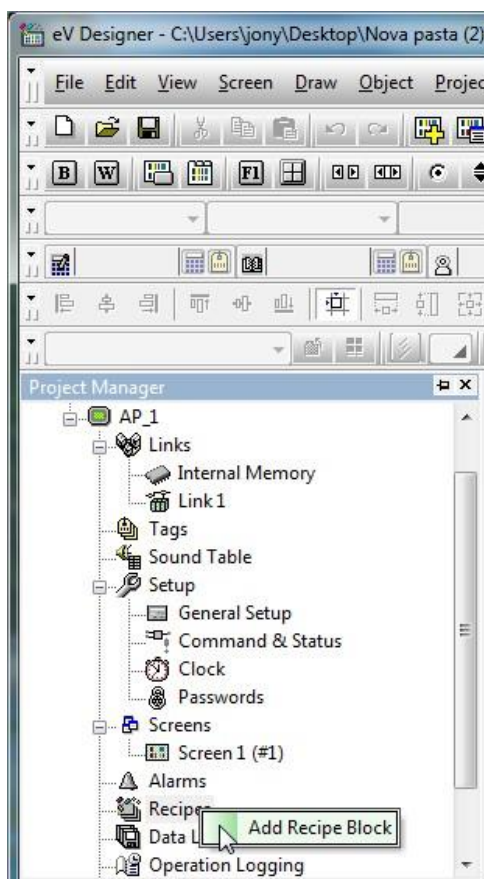 eV Designer - C:\Users\jony\Desktop\Nova pasta (2)
File Edit View Screen Draw Object Projec
B W F1
Project Manager
AP_1
Links
Internal Memory
Link 1
Tags
Sound Table
Setup
General Setup
Command & Status
Clock
Passwords
Screens
Screen 1 (#1)
Alarms
Recipes
Add Recipe Block
Data L
Operation Logging